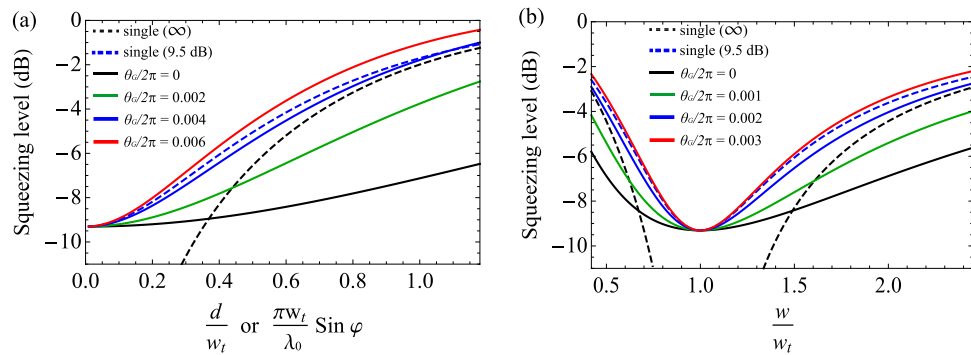 (a)
Squeezing level (dB)
0
−2
−4
−6
−8
−10
single (∞)
single (9.5 dB)
θG/2π = 0
θG/2π = 0.002
θG/2π = 0.004
θG/2π = 0.006
0.0 0.2 0.4 0.6 0.8 1.0
d/wt or πwt/λ0 Sin φ
(b)
Squeezing level (dB)
0
−2
−4
−6
−8
−10
single (∞)
single (9.5 dB)
θG/2π = 0
θG/2π = 0.001
θG/2π = 0.002
θG/2π = 0.003
0.5 1.0 1.5 2.0
w/wt